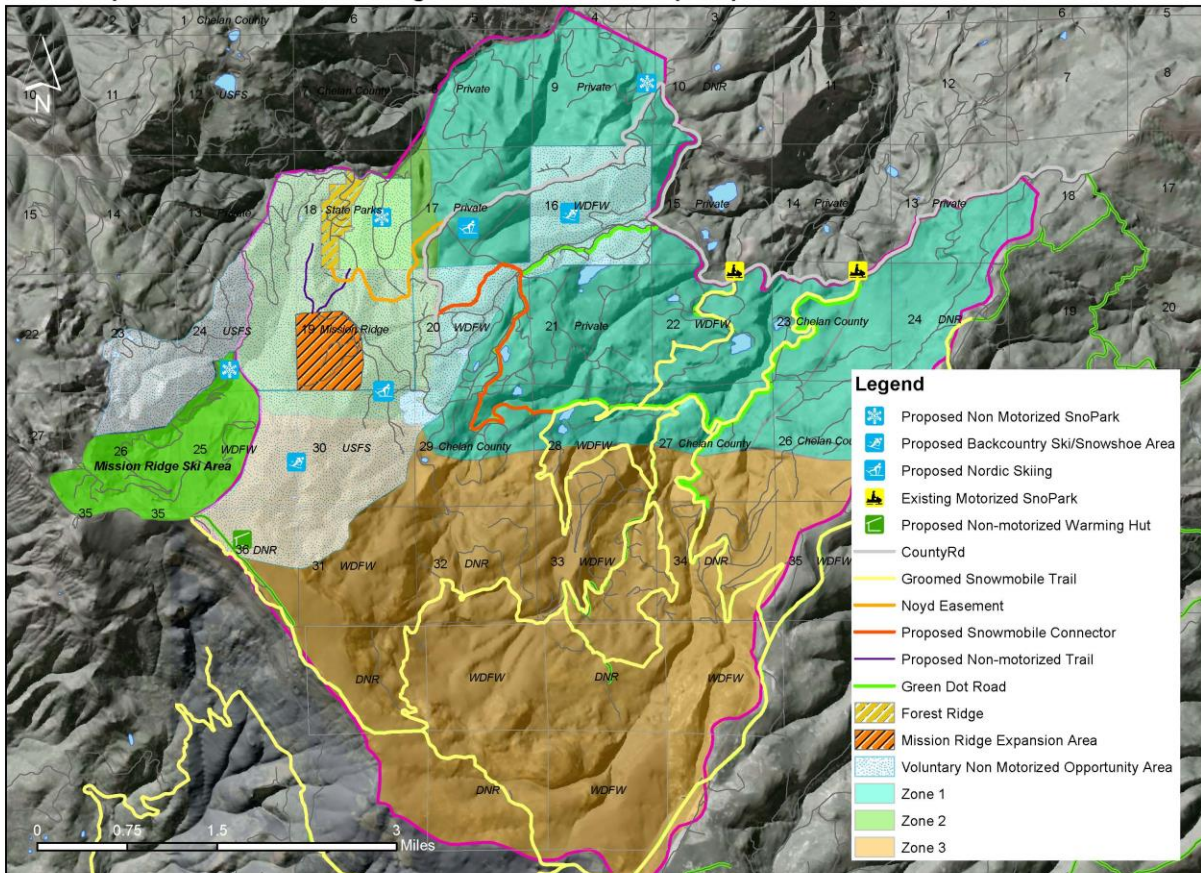 1 Chelan County 6 5 4 3 2 1 6 5
N
10 11 12 USFS 7 Chelan County 8 Private 9 Private 10 DNR 11 12 7 8
15 14 13 Private 18 State Parks 17 Private 16 WDFW 15 Private 14 Private 13 Private 18 17
22 23 24 USFS 19 Mission Ridge 20 WDFW 21 Private 22 WDFW 23 Chelan County 24 DNR 19 20
27 26 25 WDFW 30 USFS 29 Chelan County 28 WDFW 27 Chelan County 26 Chelan Cou
Mission Ridge Ski Area
35 35 36 DNR 31 WDFW 32 DNR 33 WDFW 34 DNR 35 WDFW
DNR WDFW DNR WDFW
DNR WDFW
0 0.75 1.5 3
Miles
Legend
Proposed Non Motorized SnoPark
Proposed Backcountry Ski/Snowshoe Area
Proposed Nordic Skiing
Existing Motorized SnoPark
Proposed Non-motorized Warming Hut
CountyRd
Groomed Snowmobile Trail
Noyd Easement
Proposed Snowmobile Connector
Proposed Non-motorized Trail
Green Dot Road
Forest Ridge
Mission Ridge Expansion Area
Voluntary Non Motorized Opportunity Area
Zone 1
Zone 2
Zone 3